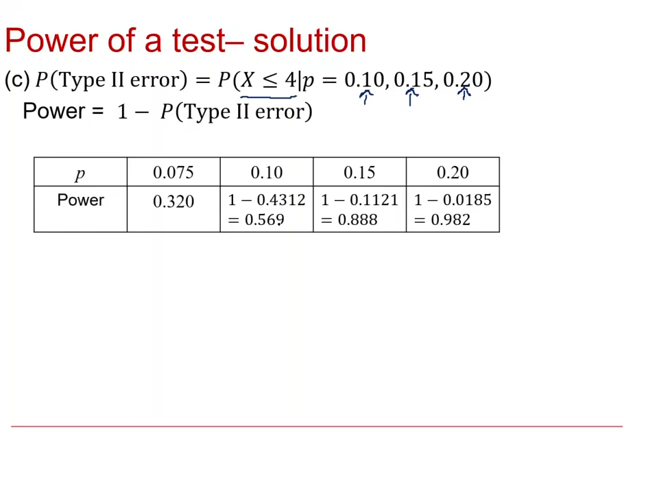 Power of a test– solution
(c) P(Type II error) = P(X ≤ 4|p = 0.10, 0.15, 0.20)
Power = 1 − P(Type II error)
p 0.075 0.10 0.15 0.20
Power 0.320 1 − 0.4312 1 − 0.1121 1 − 0.0185
= 0.569 = 0.888 = 0.982